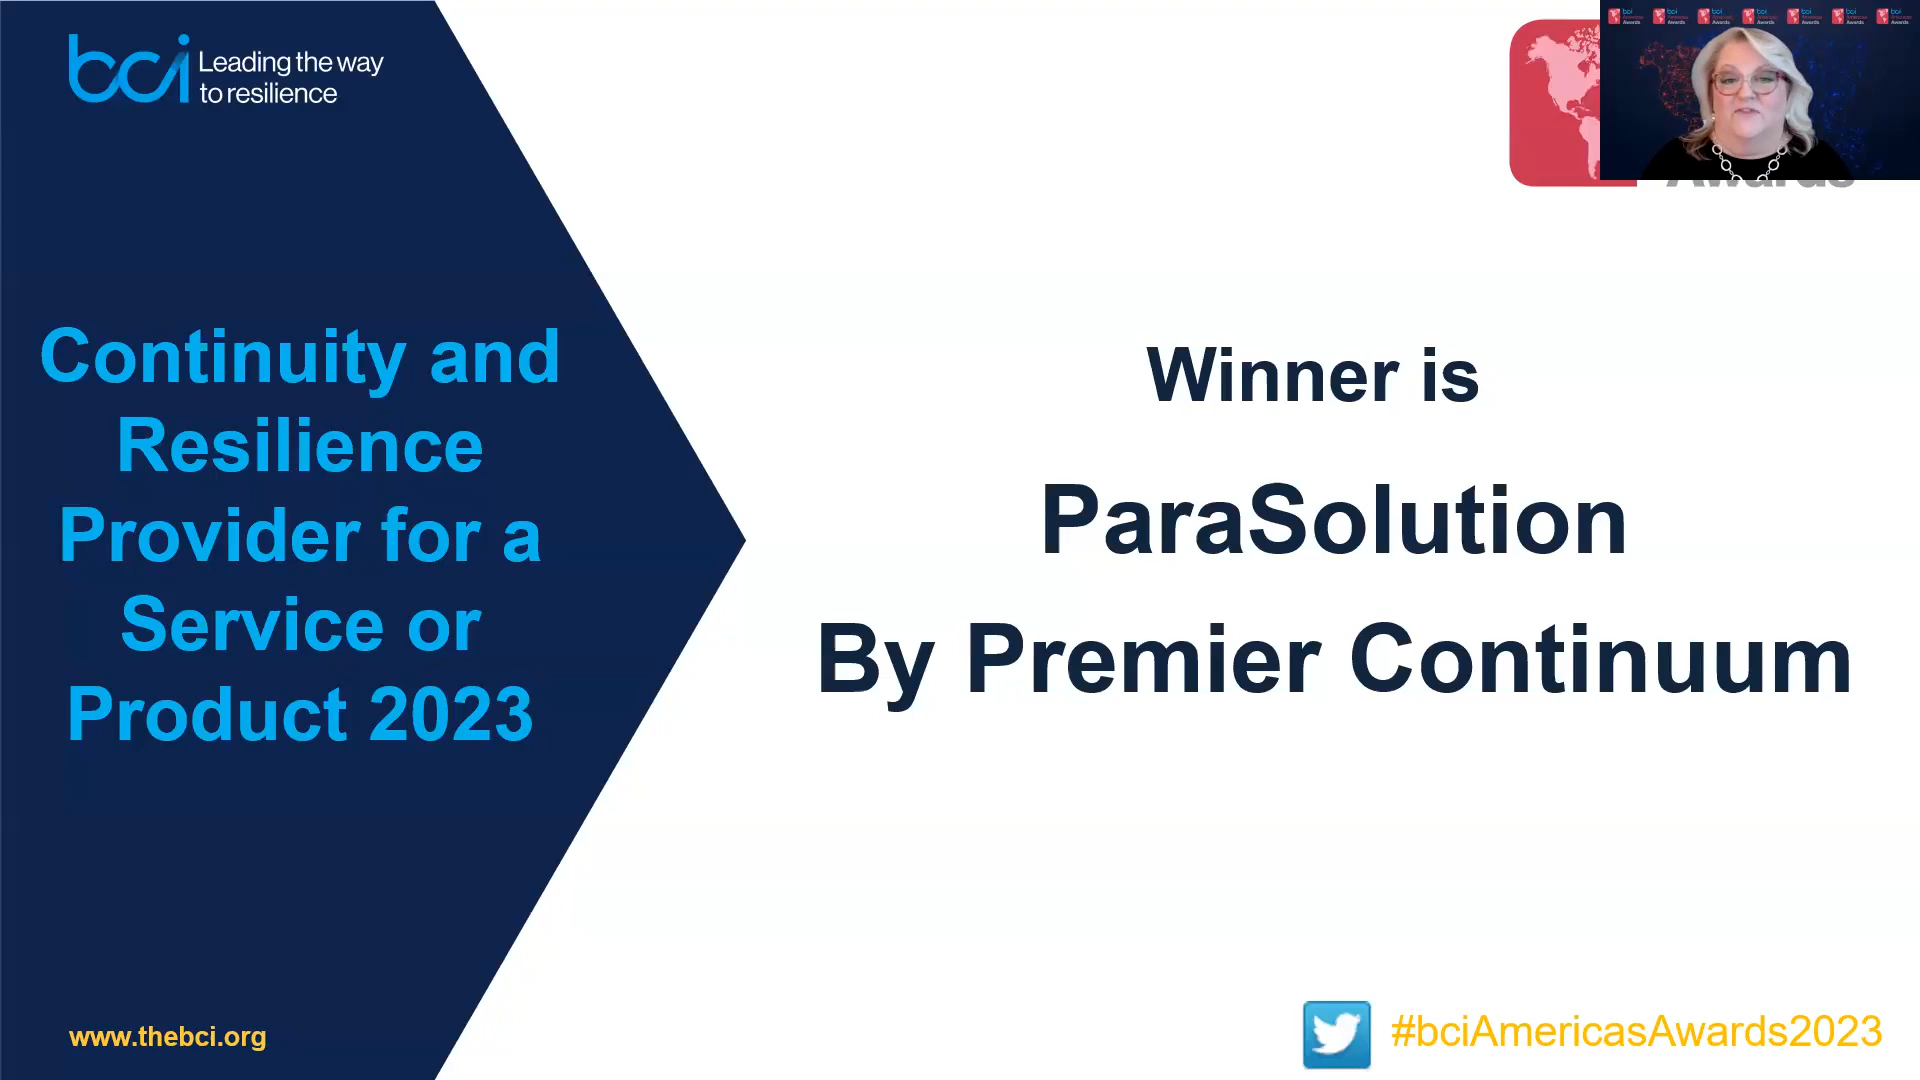 bci Leading the way
to resilience
Continuity and
Resilience
Provider for a
Service or
Product 2023
www.thebci.org
Winner is
ParaSolution
By Premier Continuum
#bciAmericasAwards2023
Awards